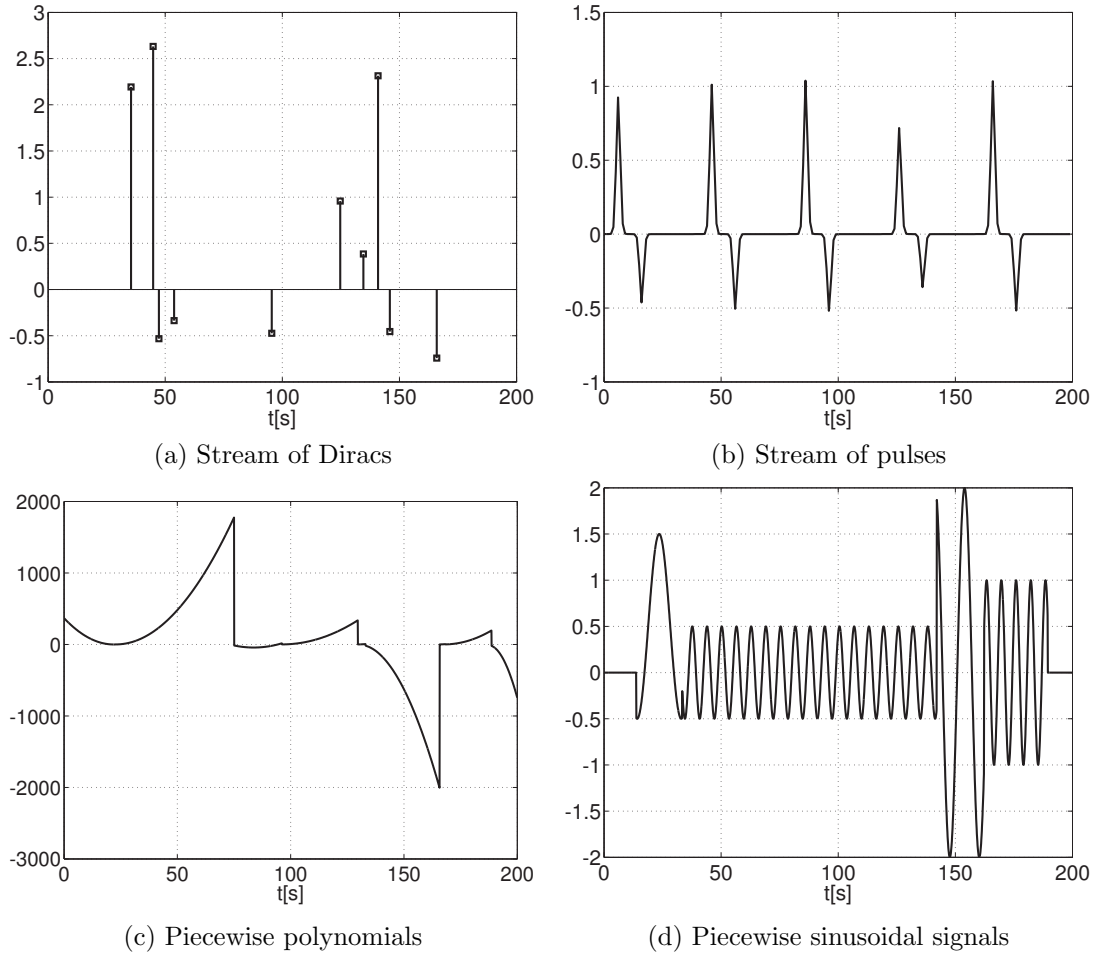 3
2.5
2
1.5
1
0.5
0
-0.5
-1
0 50 100 150 200
t[s]
(a) Stream of Diracs
1.5
1
0.5
0
-0.5
-1
0 50 100 150 200
t[s]
(b) Stream of pulses
2000
1000
0
-1000
-2000
-3000
0 50 100 150 200
t[s]
(c) Piecewise polynomials
2
1.5
1
0.5
0
-0.5
-1
-1.5
-2
0 50 100 150 200
t[s]
(d) Piecewise sinusoidal signals